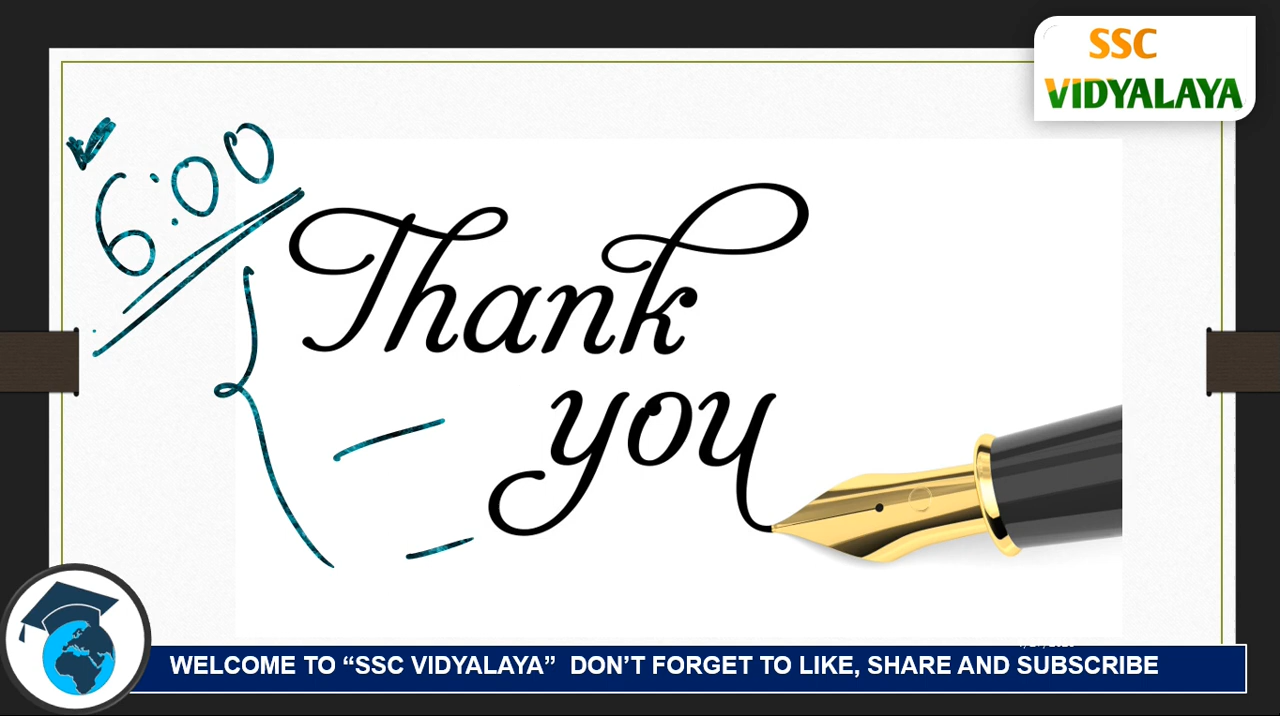 SSC
VIDYALAYA
6:00
Thank
you
WELCOME TO “SSC VIDYALAYA” DON’T FORGET TO LIKE, SHARE AND SUBSCRIBE